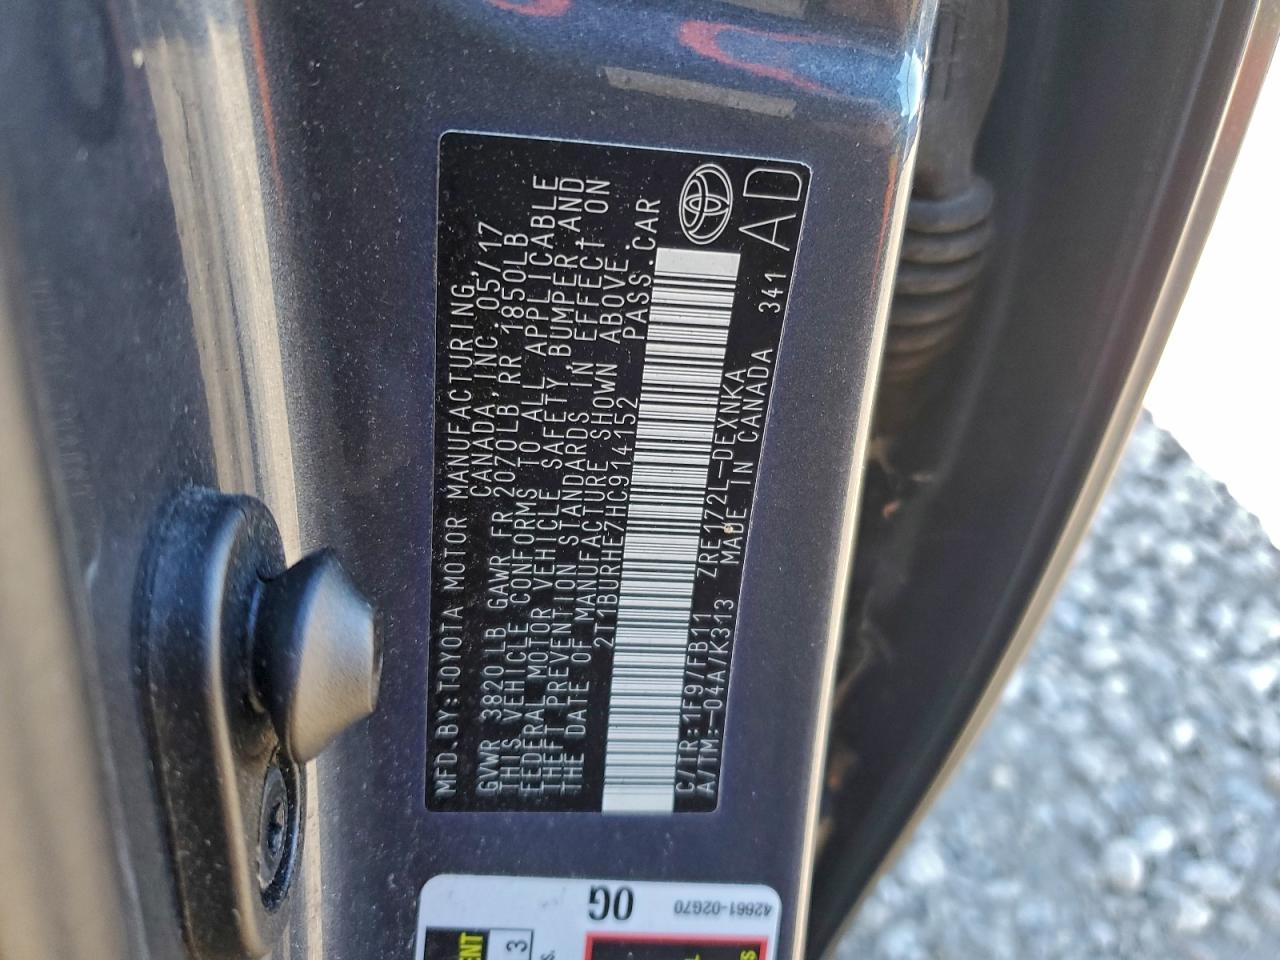 MFD.BY:TOYOTA MOTOR MANUFACTURING,
CANADA,INC.05/17
GVWR 3820 LB GAWR FR 2070LB RR 1850LB
THIS VEHICLE CONFORMS TO ALL APPLICABLE
FEDERAL MOTOR VEHICLE SAFETY,BUMPER,AND
THEFT PREVENTION STANDARDS IN EFFECT ON
THE DATE OF MANUFACTURE SHOWN ABOVE.
2T1BURHE7HC914152 PASS.CAR
C/TR:1F9/FB11 ZRE172L-DEXNKA
A/TM:-04A/K313 MADE IN CANADA 341
AD
0G
42661-02G70
3